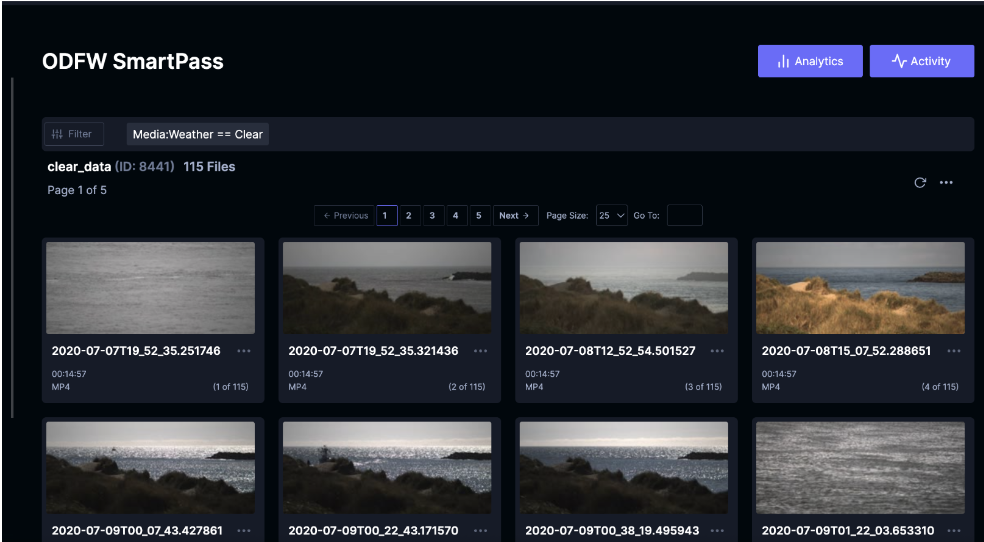 ODFW SmartPass
Analytics
Activity
Filter
Media:Weather == Clear
clear_data (ID: 8441) 115 Files
Page 1 of 5
← Previous 1 2 3 4 5 Next → Page Size: 25 Go To:
2020-07-07T19_52_35.251746 ···
00:14:57
MP4 (1 of 115)
2020-07-07T19_52_35.321436 ···
00:14:57
MP4 (2 of 115)
2020-07-08T12_52_54.501527 ···
00:14:57
MP4 (3 of 115)
2020-07-08T15_07_52.288651 ···
00:14:57
MP4 (4 of 115)
2020-07-09T00_07_43.427861 ···
2020-07-09T00_22_43.171570 ···
2020-07-09T00_38_19.495943 ···
2020-07-09T01_22_03.653310 ···